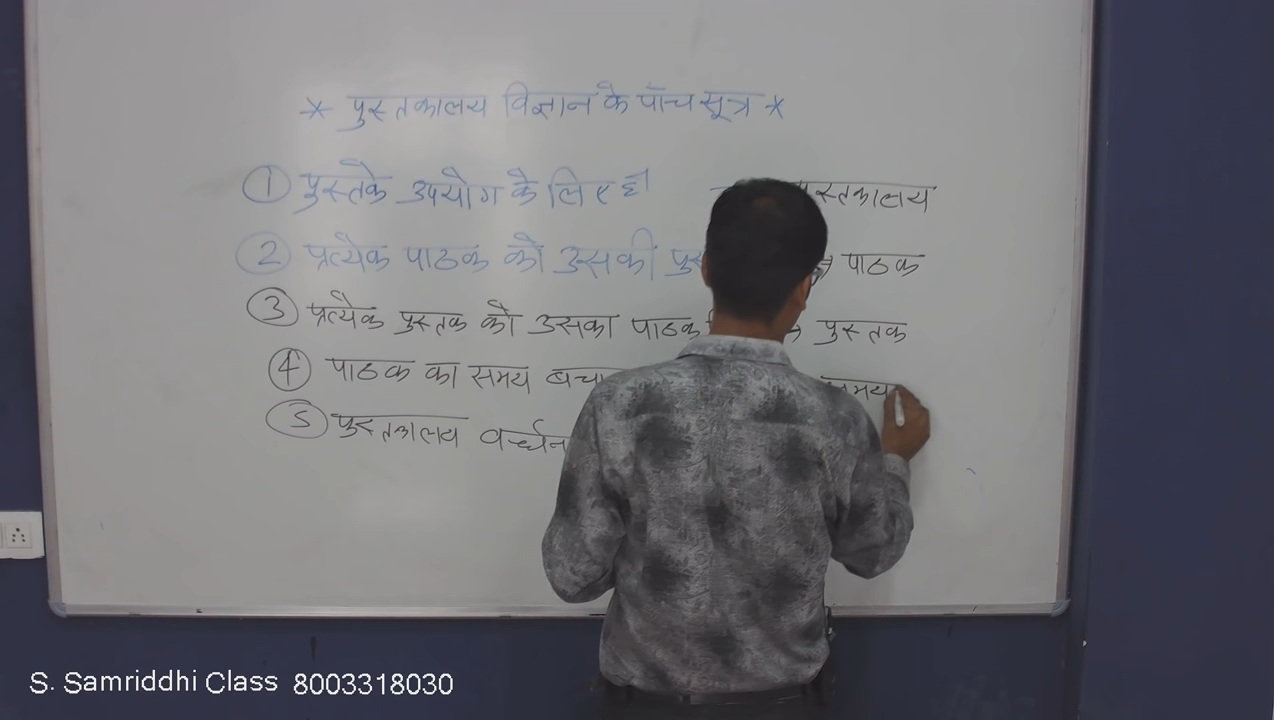 * पुस्तकालय विज्ञान के पाँच सूत्र *
① पुस्तके उपयोग के लिए है पुस्तकालय
② प्रत्येक पाठक को उसकी → पाठक
③ प्रत्येक पुस्तक को उसका पाठक → पुस्तक
④ पाठक का समय समय
⑤ पुस्तकालय वर्धन
S. Samriddhi Class 8003318030